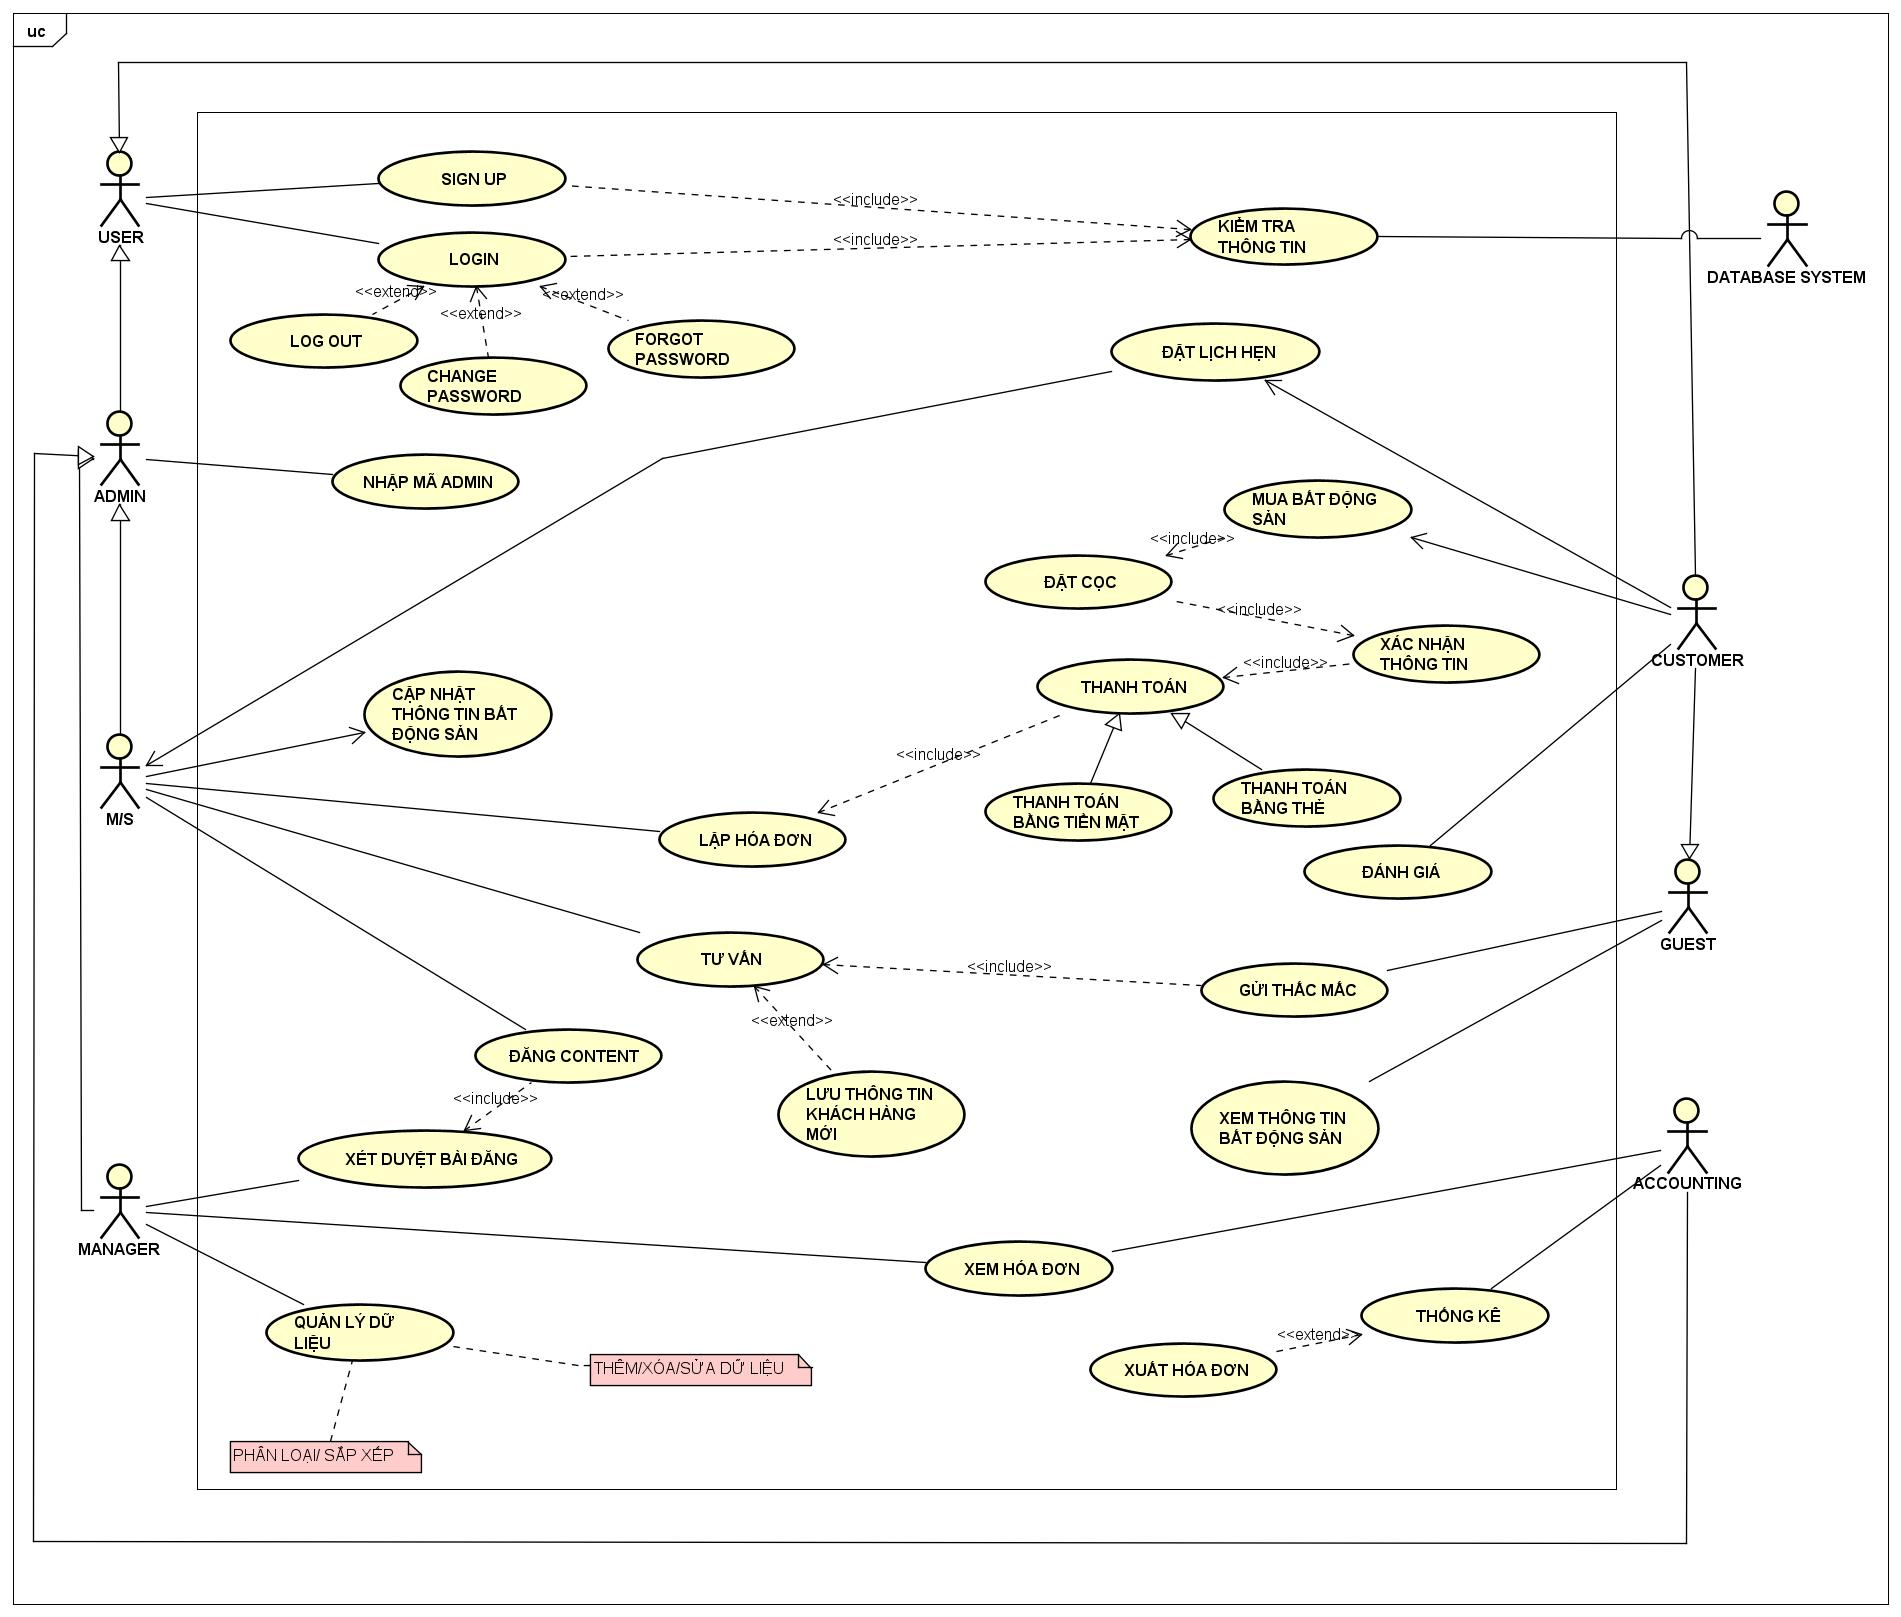 uc
SIGN UP
<<include>>
KIỂM TRA
THÔNG TIN
USER
<<include>>
LOGIN
DATABASE SYSTEM
<<extend>>
<<extend>>
<<extend>>
LOG OUT
FORGOT
PASSWORD
CHANGE
PASSWORD
ĐẶT LỊCH HẸN
NHẬP MÃ ADMIN
ADMIN
MUA BẤT ĐỘNG
SẢN
<<include>>
ĐẶT CỌC
<<include>>
XÁC NHẬN
THÔNG TIN
CUSTOMER
<<include>>
THANH TOÁN
CẬP NHẬT
THÔNG TIN BẤT
ĐỘNG SẢN
<<include>>
M/S
THANH TOÁN
BẰNG TIỀN MẶT
THANH TOÁN
BẰNG THẺ
LẬP HÓA ĐƠN
ĐÁNH GIÁ
GUEST
TƯ VẤN
<<include>>
GỬI THẮC MẮC
<<extend>>
ĐĂNG CONTENT
<<include>>
LƯU THÔNG TIN
KHÁCH HÀNG
MỚI
XEM THÔNG TIN
BẤT ĐỘNG SẢN
XÉT DUYỆT BÀI ĐĂNG
ACCOUNTING
MANAGER
XEM HÓA ĐƠN
QUẢN LÝ DỮ
LIỆU
THỐNG KÊ
<<extend>>
XUẤT HÓA ĐƠN
THÊM/XÓA/SỬA DỮ LIỆU
PHÂN LOẠI/ SẮP XẾP